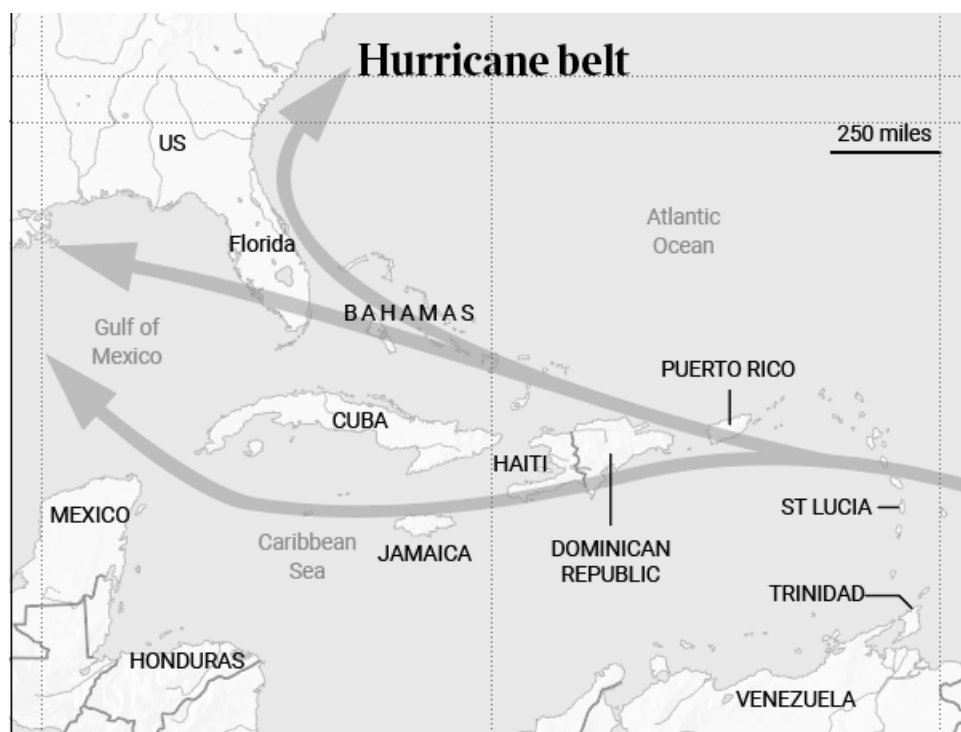 Hurricane belt
250 miles
US
Atlantic
Ocean
Florida
BAHAMAS
Gulf of
Mexico
PUERTO RICO
CUBA
HAITI
MEXICO
ST LUCIA
Caribbean
Sea
JAMAICA
DOMINICAN
REPUBLIC
TRINIDAD
HONDURAS
VENEZUELA